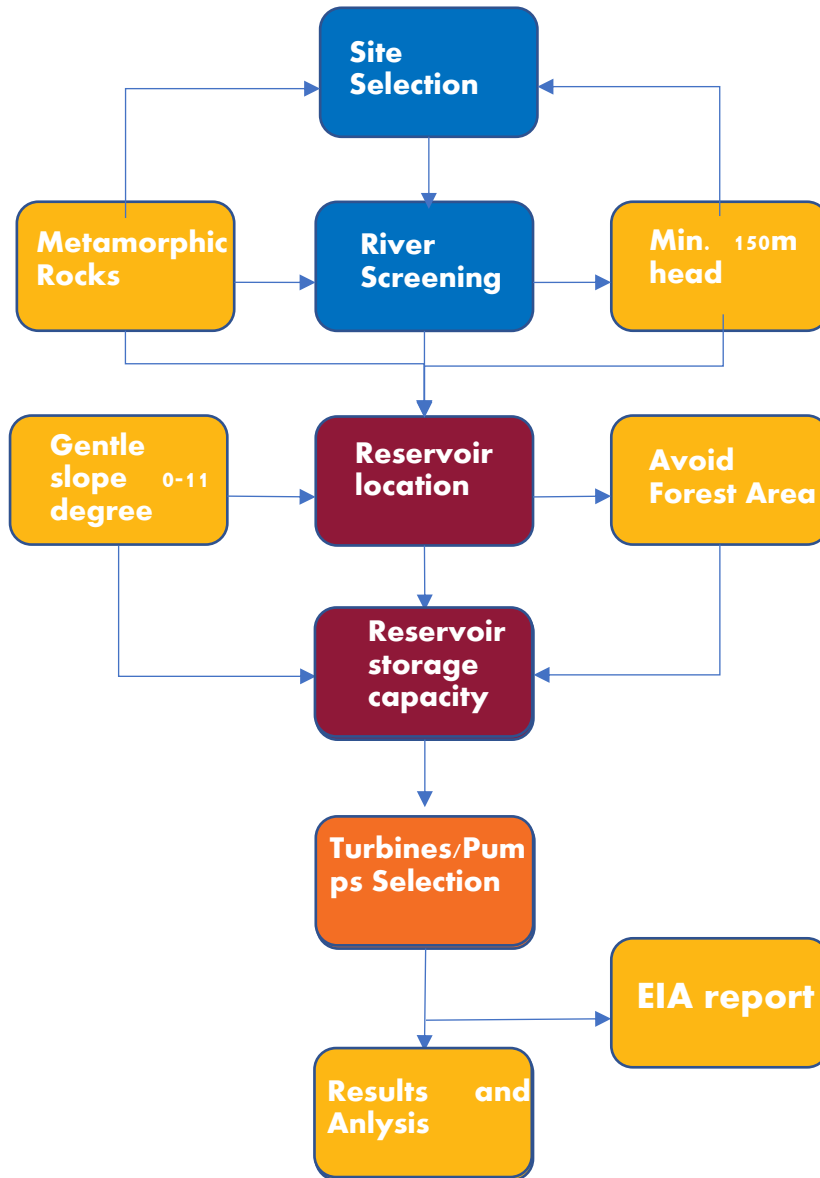 Site
Selection
Metamorphic
Rocks
River
Screening
Min. 150m
head
Gentle
slope 0-11
degree
Reservoir
location
Avoid
Forest Area
Reservoir
storage
capacity
Turbines/Pum
ps Selection
EIA report
Results and
Anlysis